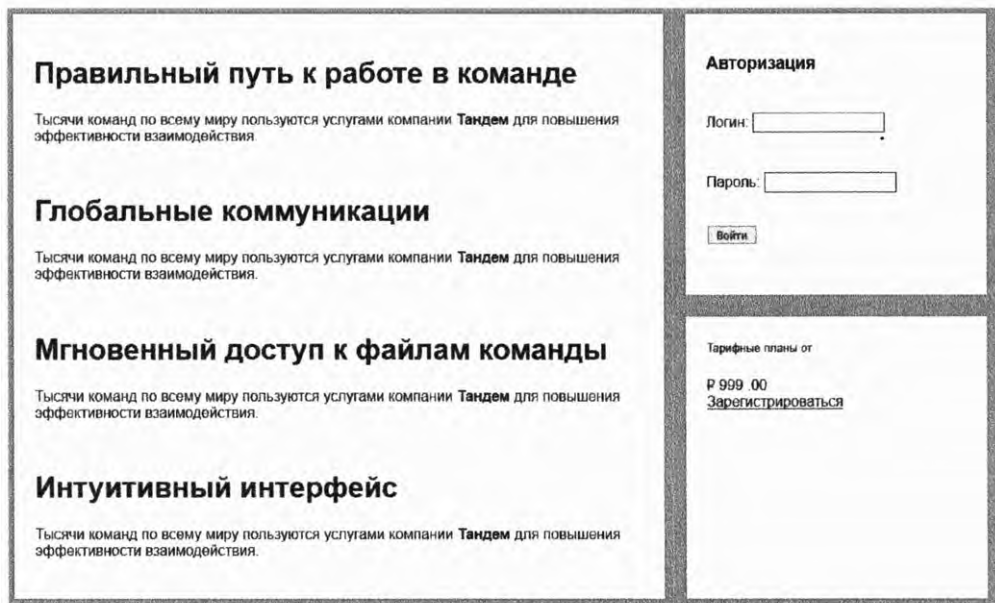 Правильный путь к работе в команде
Тысячи команд по всему миру пользуются услугами компании Тандем для повышения
эффективности взаимодействия.
Глобальные коммуникации
Тысячи команд по всему миру пользуются услугами компании Тандем для повышения
эффективности взаимодействия.
Мгновенный доступ к файлам команды
Тысячи команд по всему миру пользуются услугами компании Тандем для повышения
эффективности взаимодействия.
Интуитивный интерфейс
Тысячи команд по всему миру пользуются услугами компании Тандем для повышения
эффективности взаимодействия.
Авторизация
Логин:
Пароль:
Войти
Тарифные планы от
₽ 999 .00
Зарегистрироваться